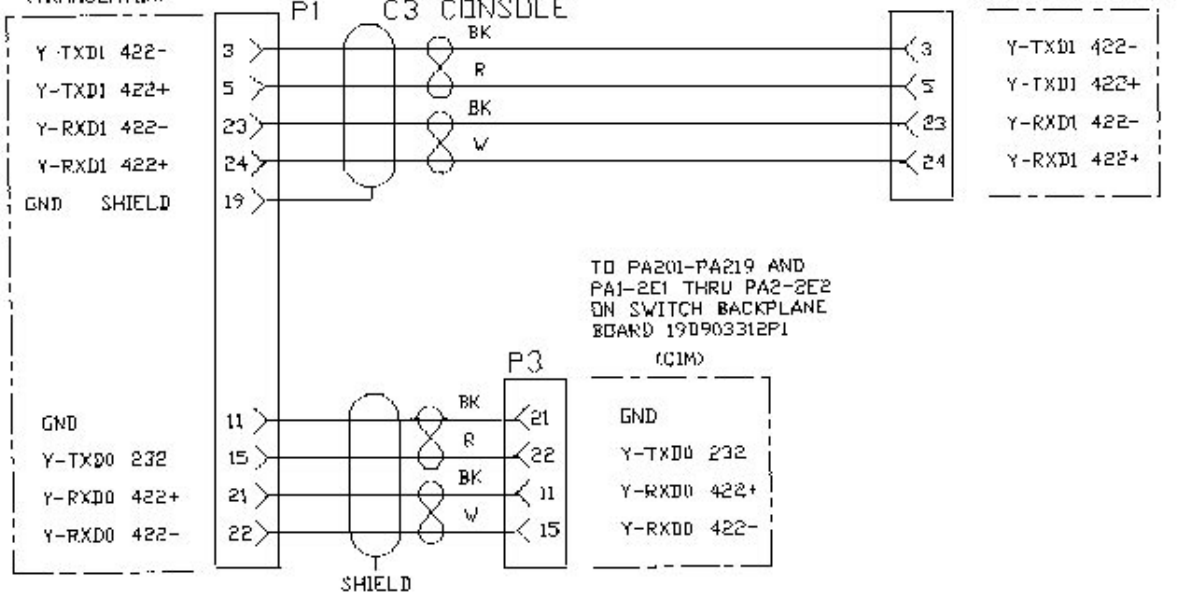 P1 C3 CONSOLE
Y-TXD1 422- 3 BK 3 Y-TXD1 422-
Y-TXD1 422+ 5 R 5 Y-TXD1 422+
Y-RXD1 422- 23 BK 23 Y-RXD1 422-
Y-RXD1 422+ 24 W 24 Y-RXD1 422+
GND SHIELD 19
TO PA201-PA219 AND
PA1-2E1 THRU PA2-2E2
ON SWITCH BACKPLANE
BOARD 19D903312P1
P3 (CIM)
GND 11 BK 21 GND
Y-TXD0 232 15 R 22 Y-TXD0 232
Y-RXD0 422+ 21 BK 11 Y-RXD0 422+
Y-RXD0 422- 22 W 15 Y-RXD0 422-
SHIELD